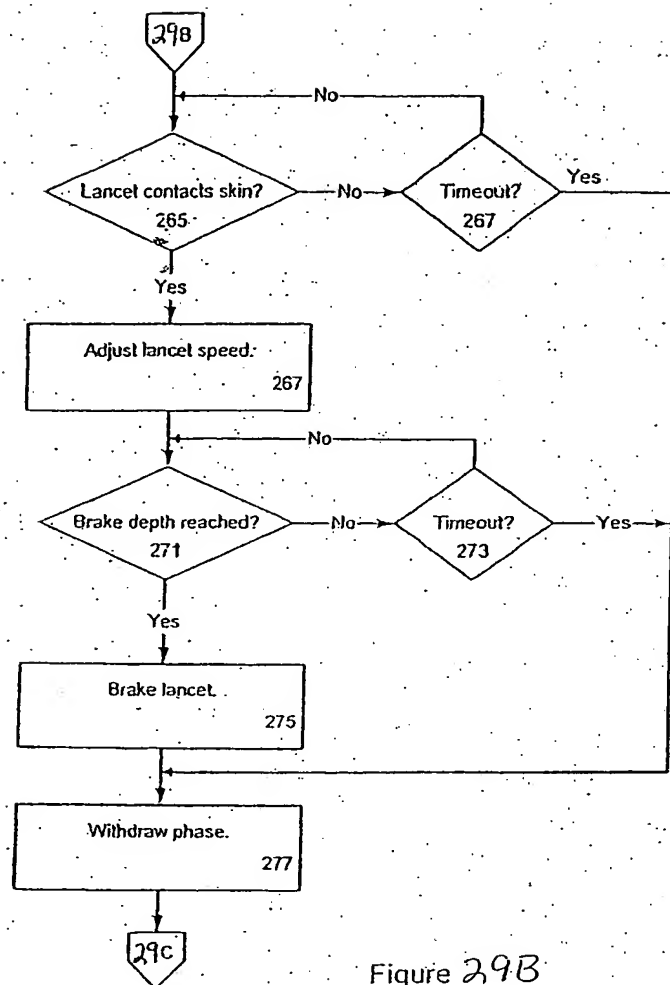 29B
No
Lancet contacts skin?
265
No
Timeout?
267
Yes
Yes
Adjust lancet speed.
267
No
Brake depth reached?
271
No
Timeout?
273
Yes
Yes
Brake lancet.
275
Withdraw phase.
277
29C
Figure 29B